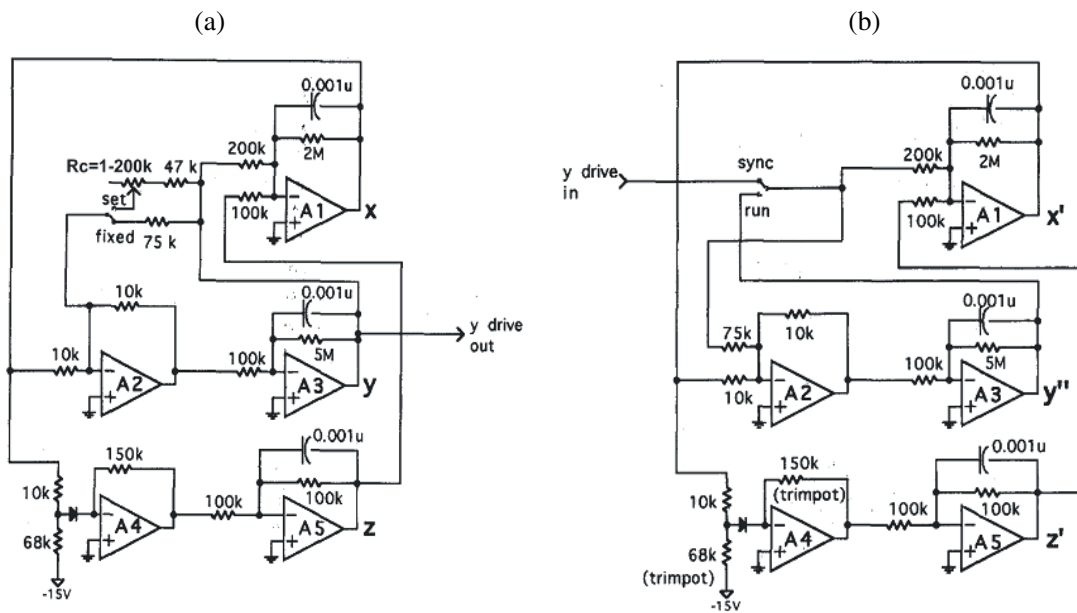 (a)
0.001u
2M
200k
Rc=1-200k
47 k
set
100k
A1
x
fixed
75 k
10k
0.001u
5M
y drive
out
10k
A2
100k
A3
y
0.001u
150k
10k
100k
100k
A4
A5
z
68k
-15V
(b)
0.001u
2M
200k
y drive
in
sync
run
100k
A1
x'
0.001u
75k
10k
5M
100k
10k
A2
A3
y"
0.001u
150k
(trimpot)
10k
100k
100k
A4
A5
z'
68k
(trimpot)
-15V